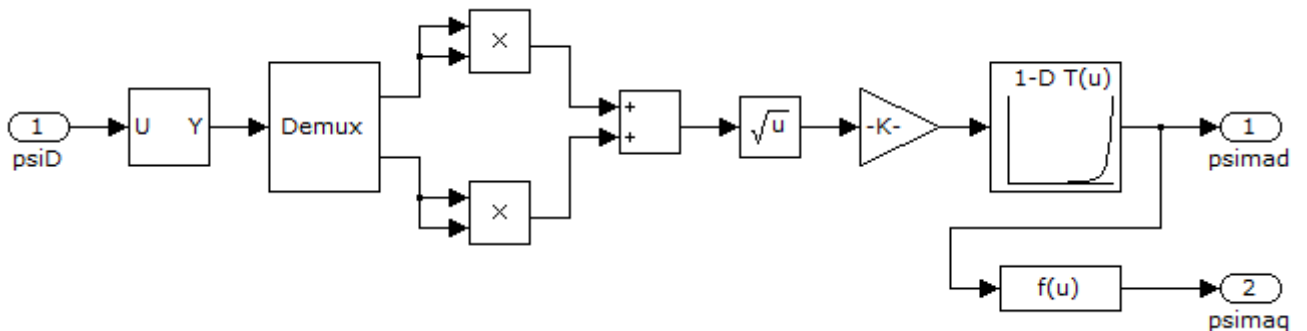 1
psiD
U Y
Demux
×
×
+
+
√u
-K-
1-D T(u)
1
psimad
f(u)
2
psimaq